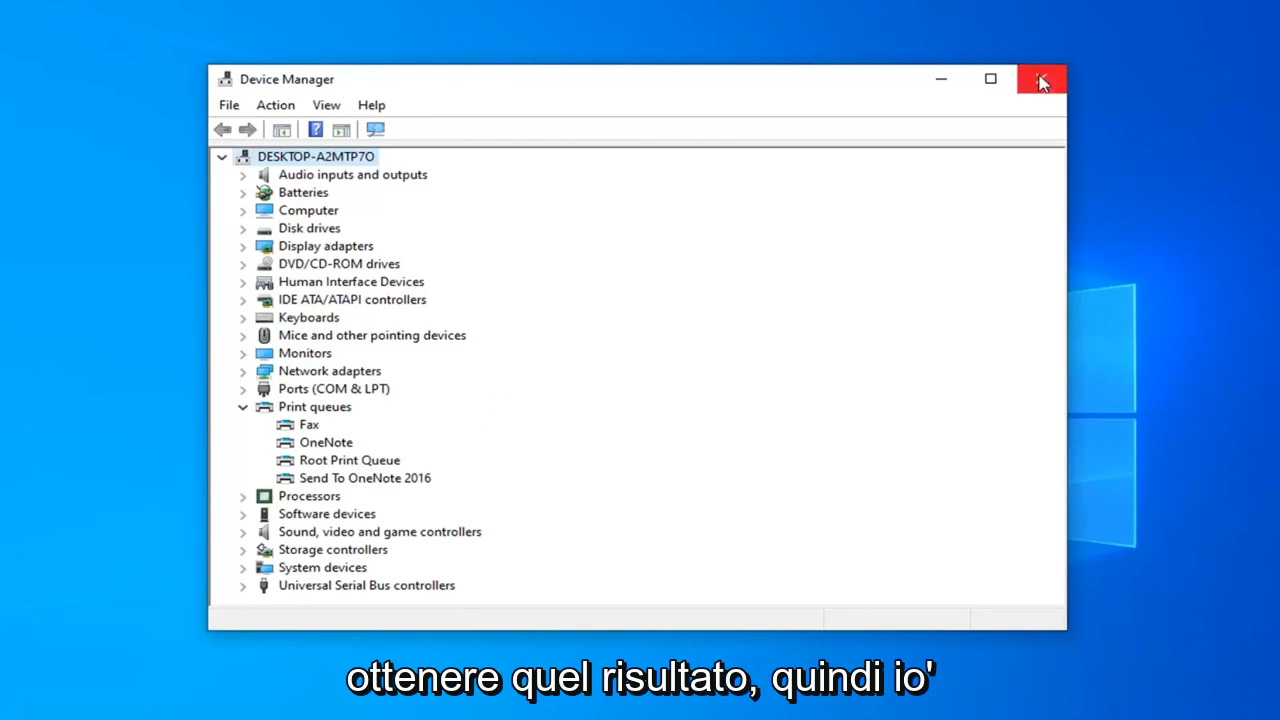 Device Manager
File Action View Help
DESKTOP-A2MTP7O
Audio inputs and outputs
Batteries
Computer
Disk drives
Display adapters
DVD/CD-ROM drives
Human Interface Devices
IDE ATA/ATAPI controllers
Keyboards
Mice and other pointing devices
Monitors
Network adapters
Ports (COM & LPT)
Print queues
Fax
OneNote
Root Print Queue
Send To OneNote 2016
Processors
Software devices
Sound, video and game controllers
Storage controllers
System devices
Universal Serial Bus controllers
ottenere quel risultato, quindi io'